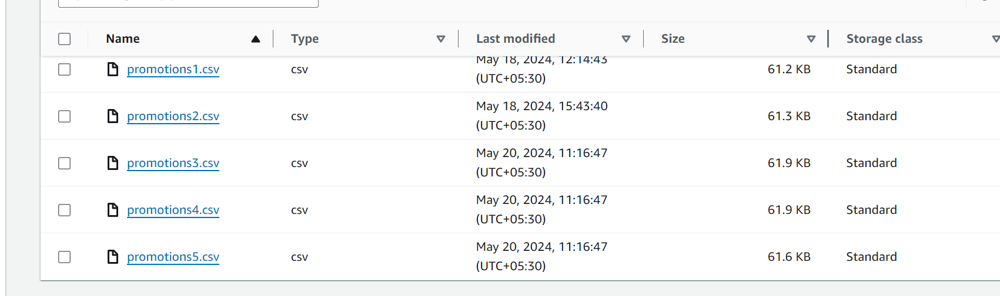 Name Type Last modified Size Storage class
promotions1.csv csv May 18, 2024, 12:14:43 61.2 KB Standard
(UTC+05:30)
promotions2.csv csv May 18, 2024, 15:43:40 61.3 KB Standard
(UTC+05:30)
promotions3.csv csv May 20, 2024, 11:16:47 61.9 KB Standard
(UTC+05:30)
promotions4.csv csv May 20, 2024, 11:16:47 61.9 KB Standard
(UTC+05:30)
promotions5.csv csv May 20, 2024, 11:16:47 61.6 KB Standard
(UTC+05:30)